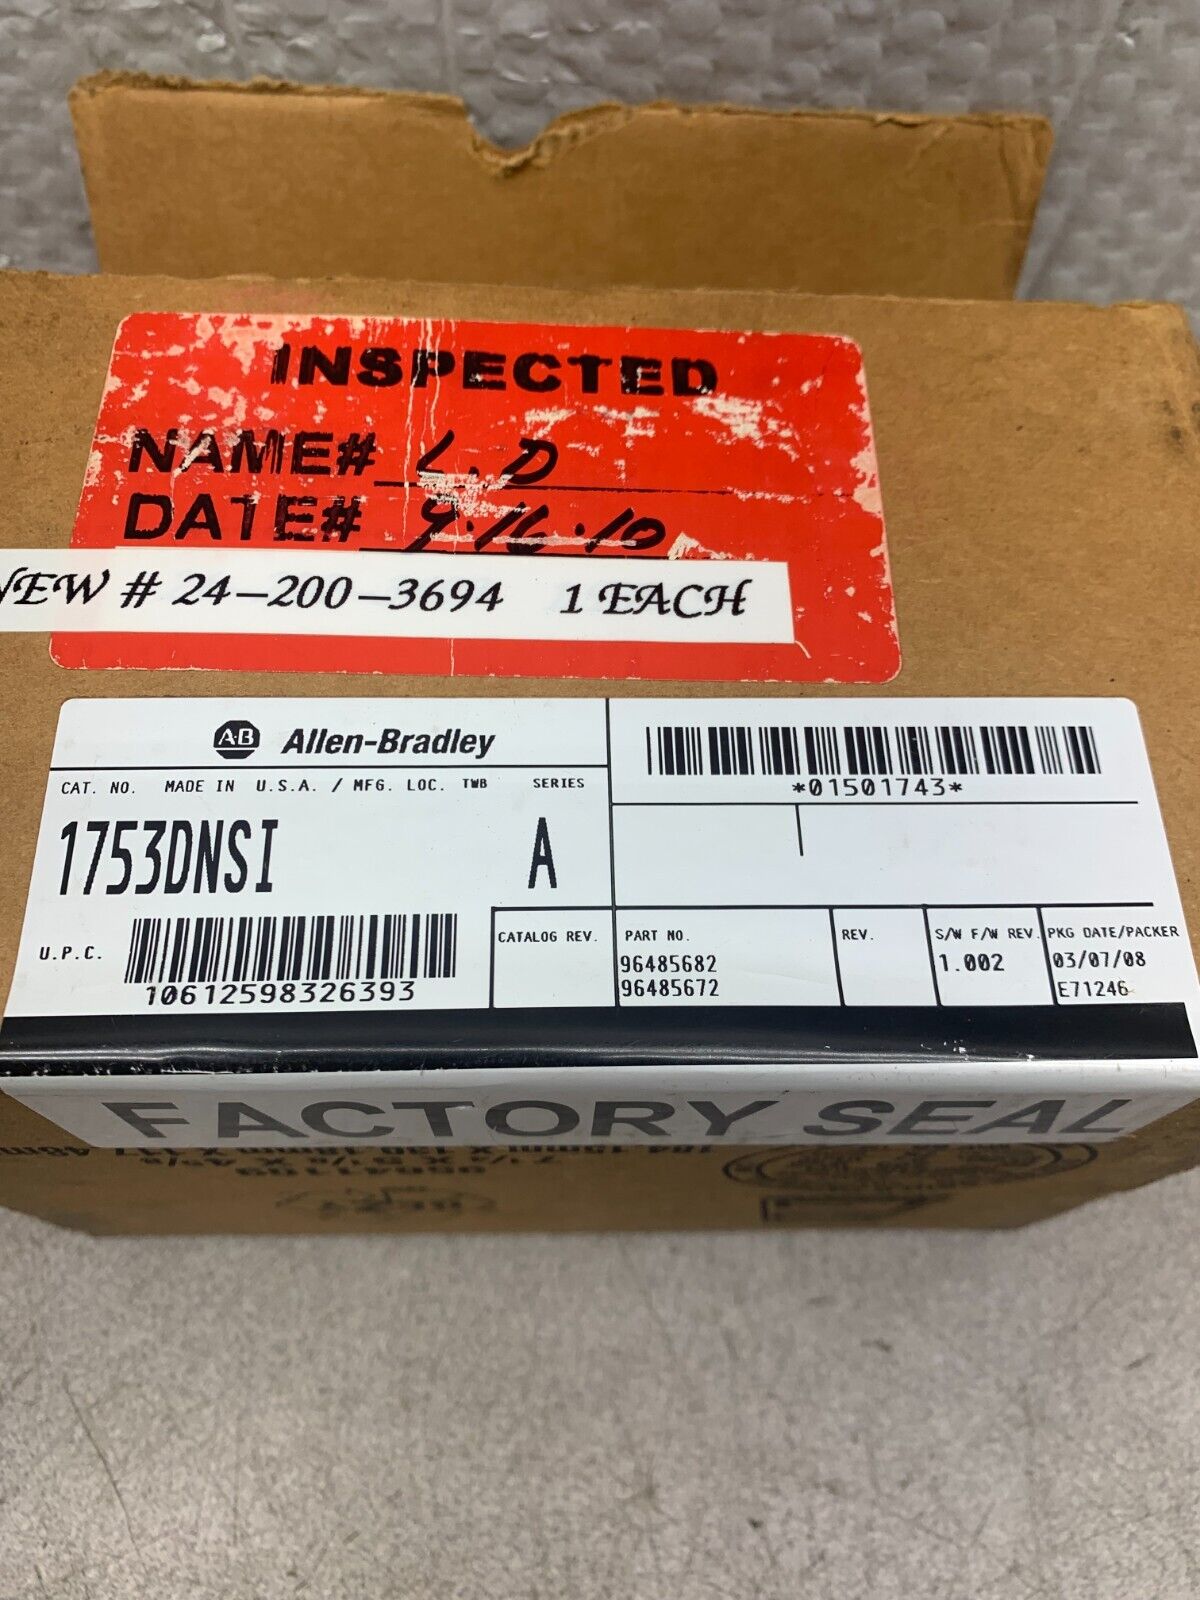 INSPECTED
NAME# L.D
DATE# 9.16.10
NEW # 24-200-3694 1 EACH
A-B Allen-Bradley
*01501743*
CAT. NO. MADE IN U.S.A. / MFG. LOC. TWB SERIES
1753DNSI A
U.P.C.
10612598326393
CATALOG REV. PART NO. REV. S/W F/W REV. PKG DATE/PACKER
96485682 1.002 03/07/08
96485672 E71246
FACTORY SEAL